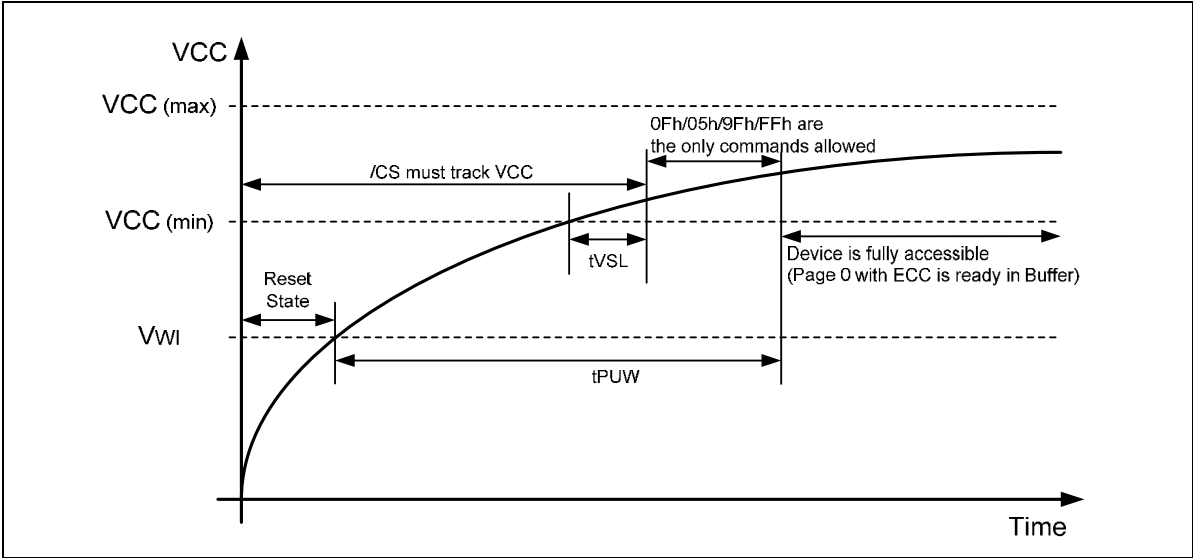 VCC
VCC (max)
0Fh/05h/9Fh/FFh are
the only commands allowed
/CS must track VCC
VCC (min)
tVSL
Device is fully accessible
(Page 0 with ECC is ready in Buffer)
Reset
State
VWI
tPUW
Time